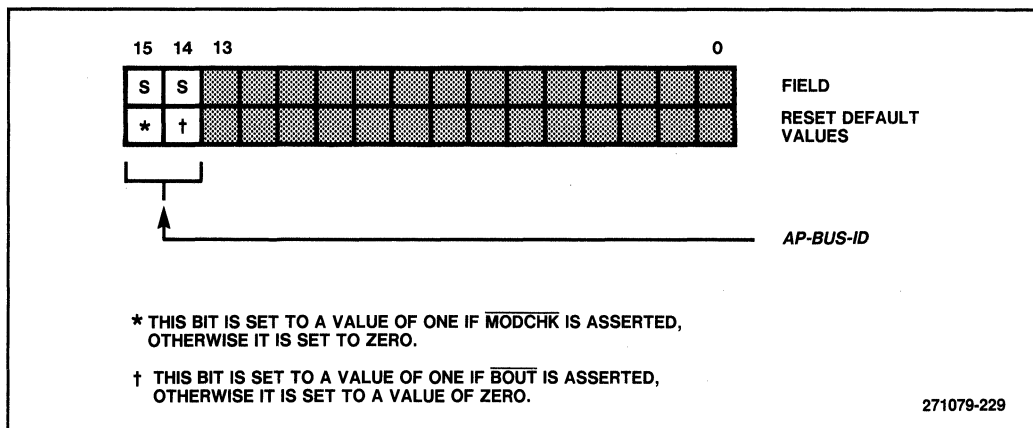 15 14 13 0
S S FIELD
* † RESET DEFAULT
VALUES
AP-BUS-ID
* THIS BIT IS SET TO A VALUE OF ONE IF MODCHK IS ASSERTED,
OTHERWISE IT IS SET TO ZERO.
† THIS BIT IS SET TO A VALUE OF ONE IF BOUT IS ASSERTED,
OTHERWISE IT IS SET TO A VALUE OF ZERO.
271079-229